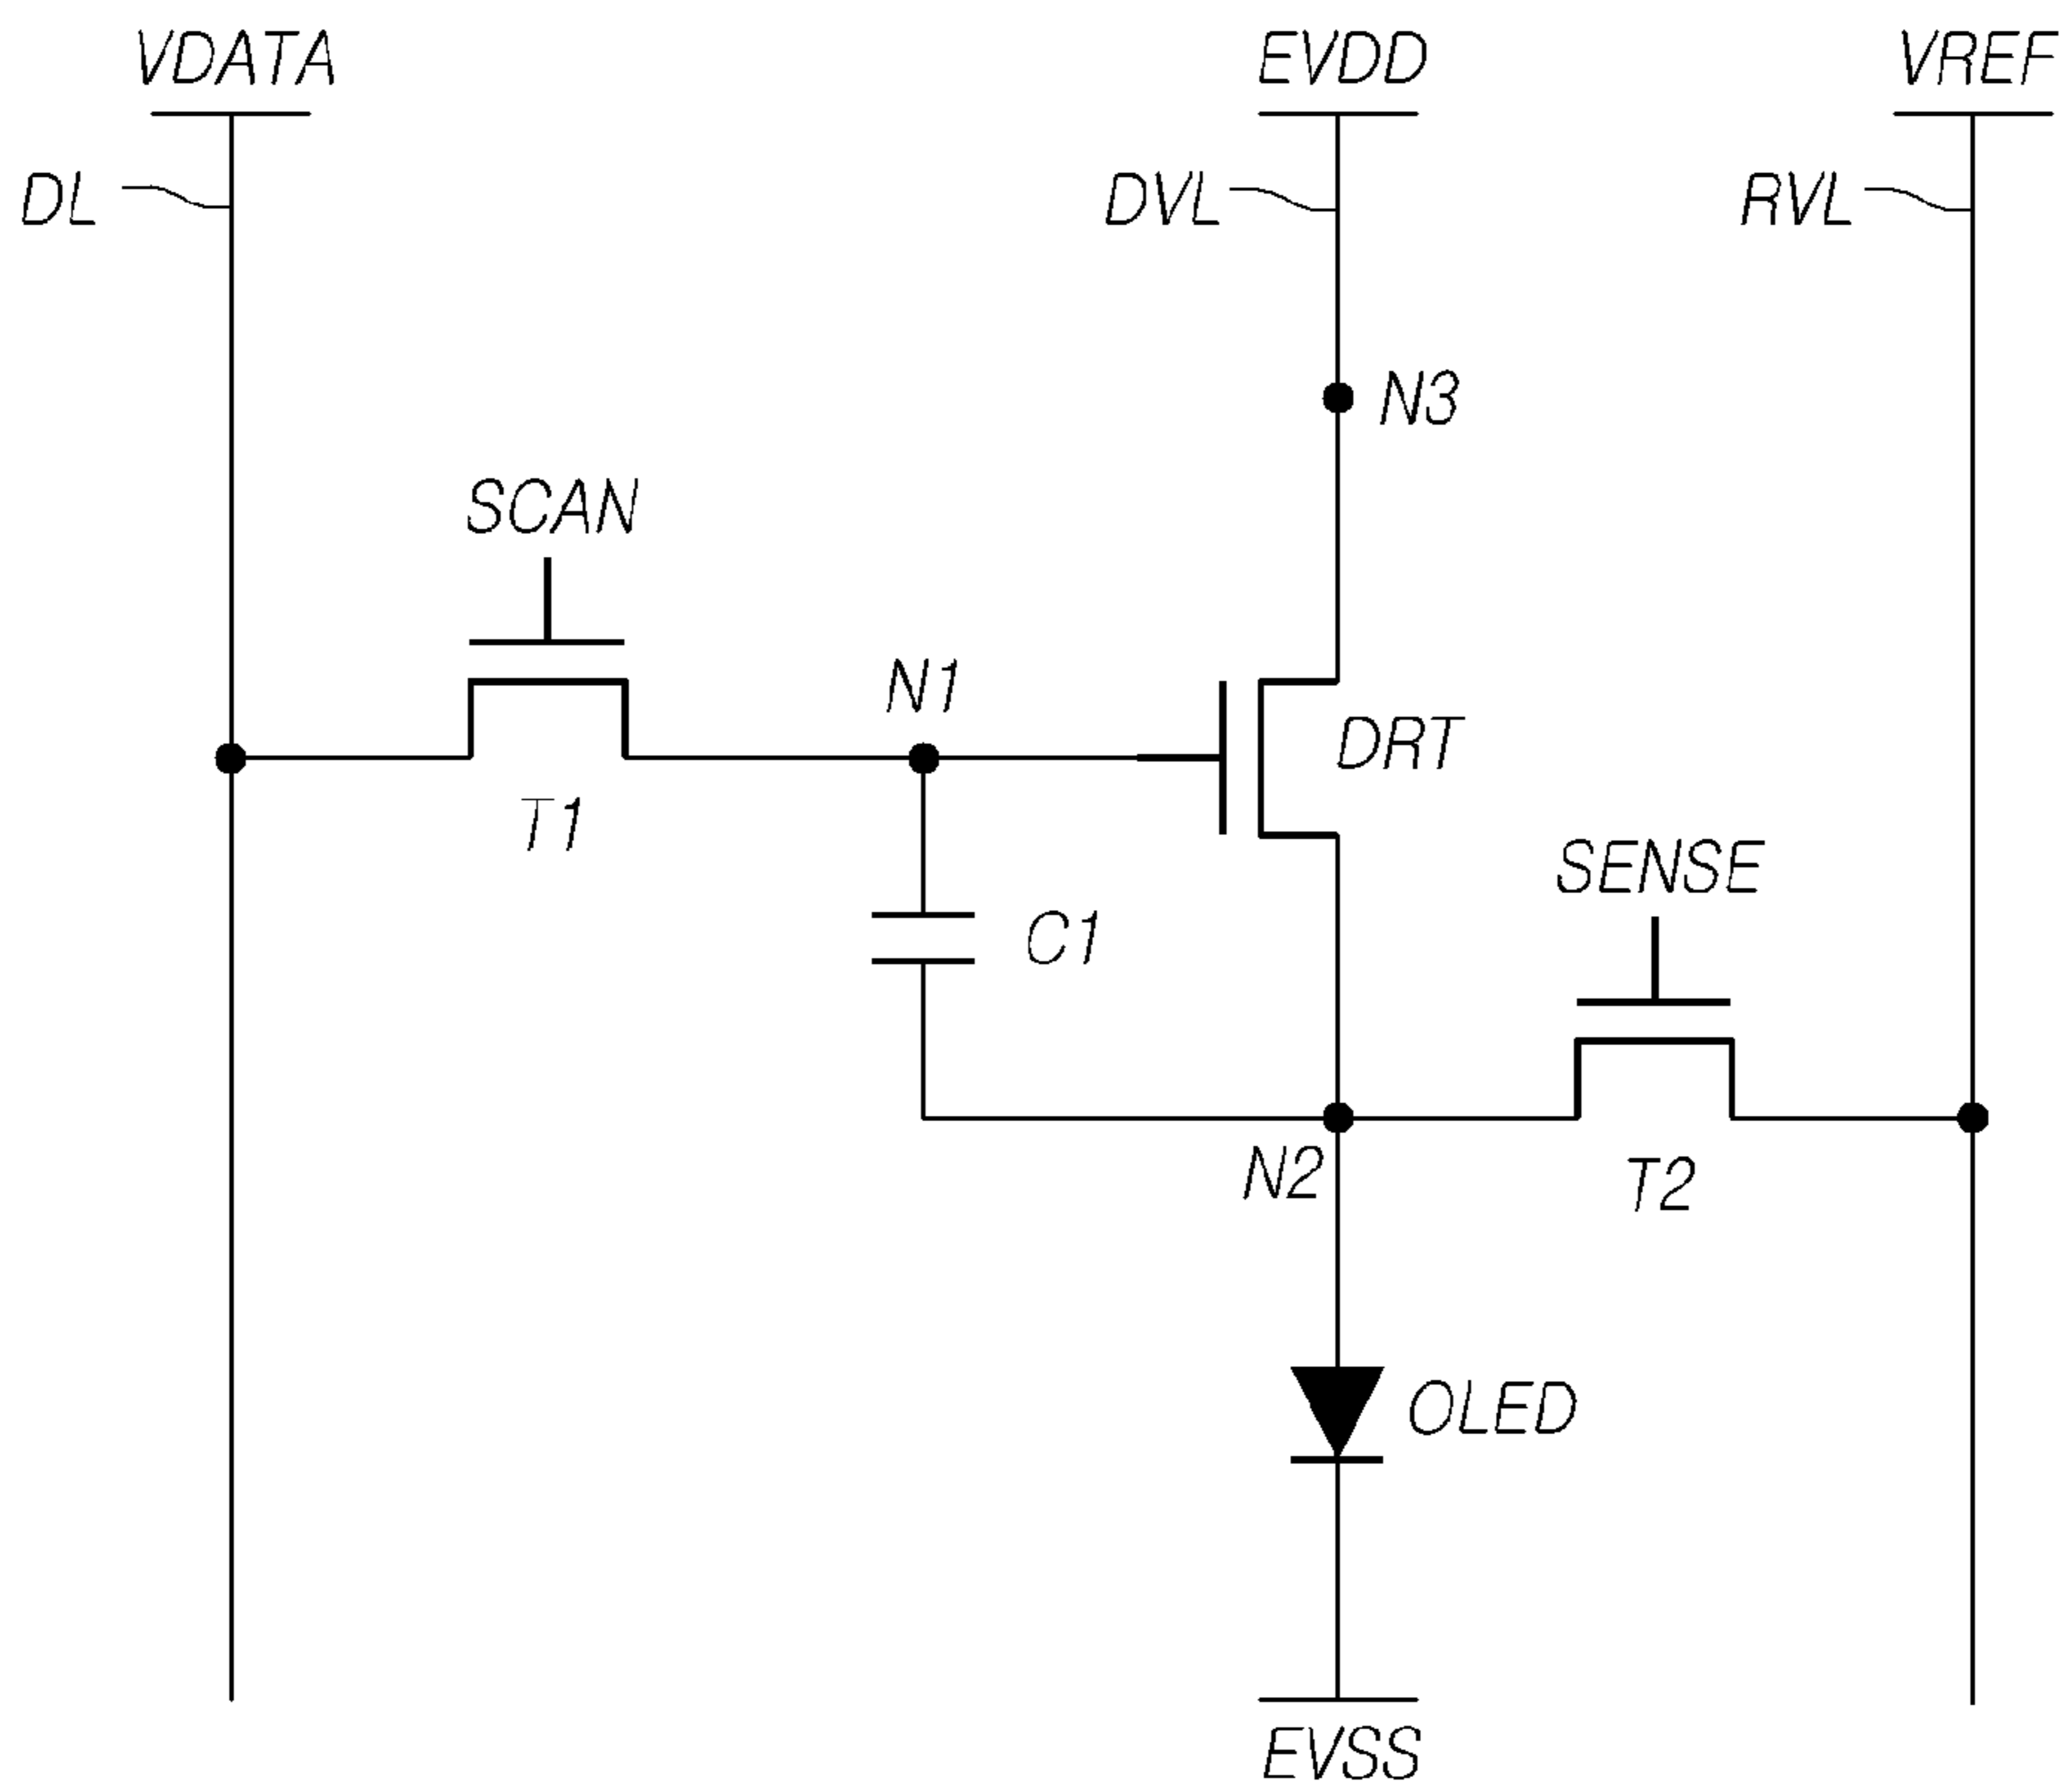 VDATA
EVDD
VREF
DL
DVL
RVL
N3
SCAN
N1
DRT
T1
SENSE
C1
N2
T2
OLED
EVSS